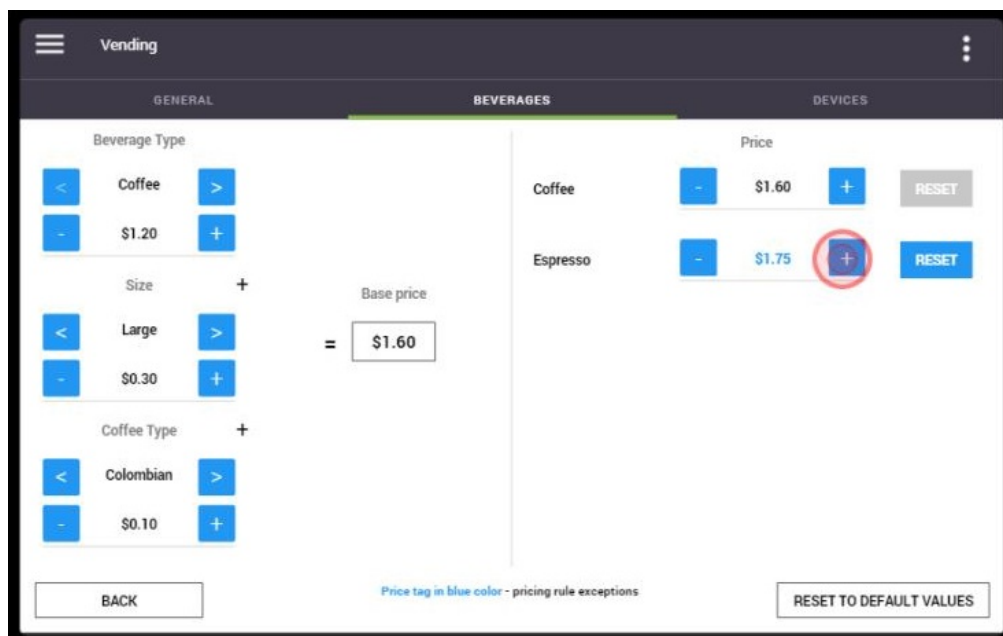 Vending
GENERAL
BEVERAGES
DEVICES
Beverage Type
< Coffee >
- $1.20 +
Size +
< Large >
- $0.30 +
Coffee Type +
< Colombian >
- $0.10 +
Base price
= $1.60
Price
Coffee - $1.60 + RESET
Espresso - $1.75 + RESET
BACK
Price tag in blue color - pricing rule exceptions
RESET TO DEFAULT VALUES